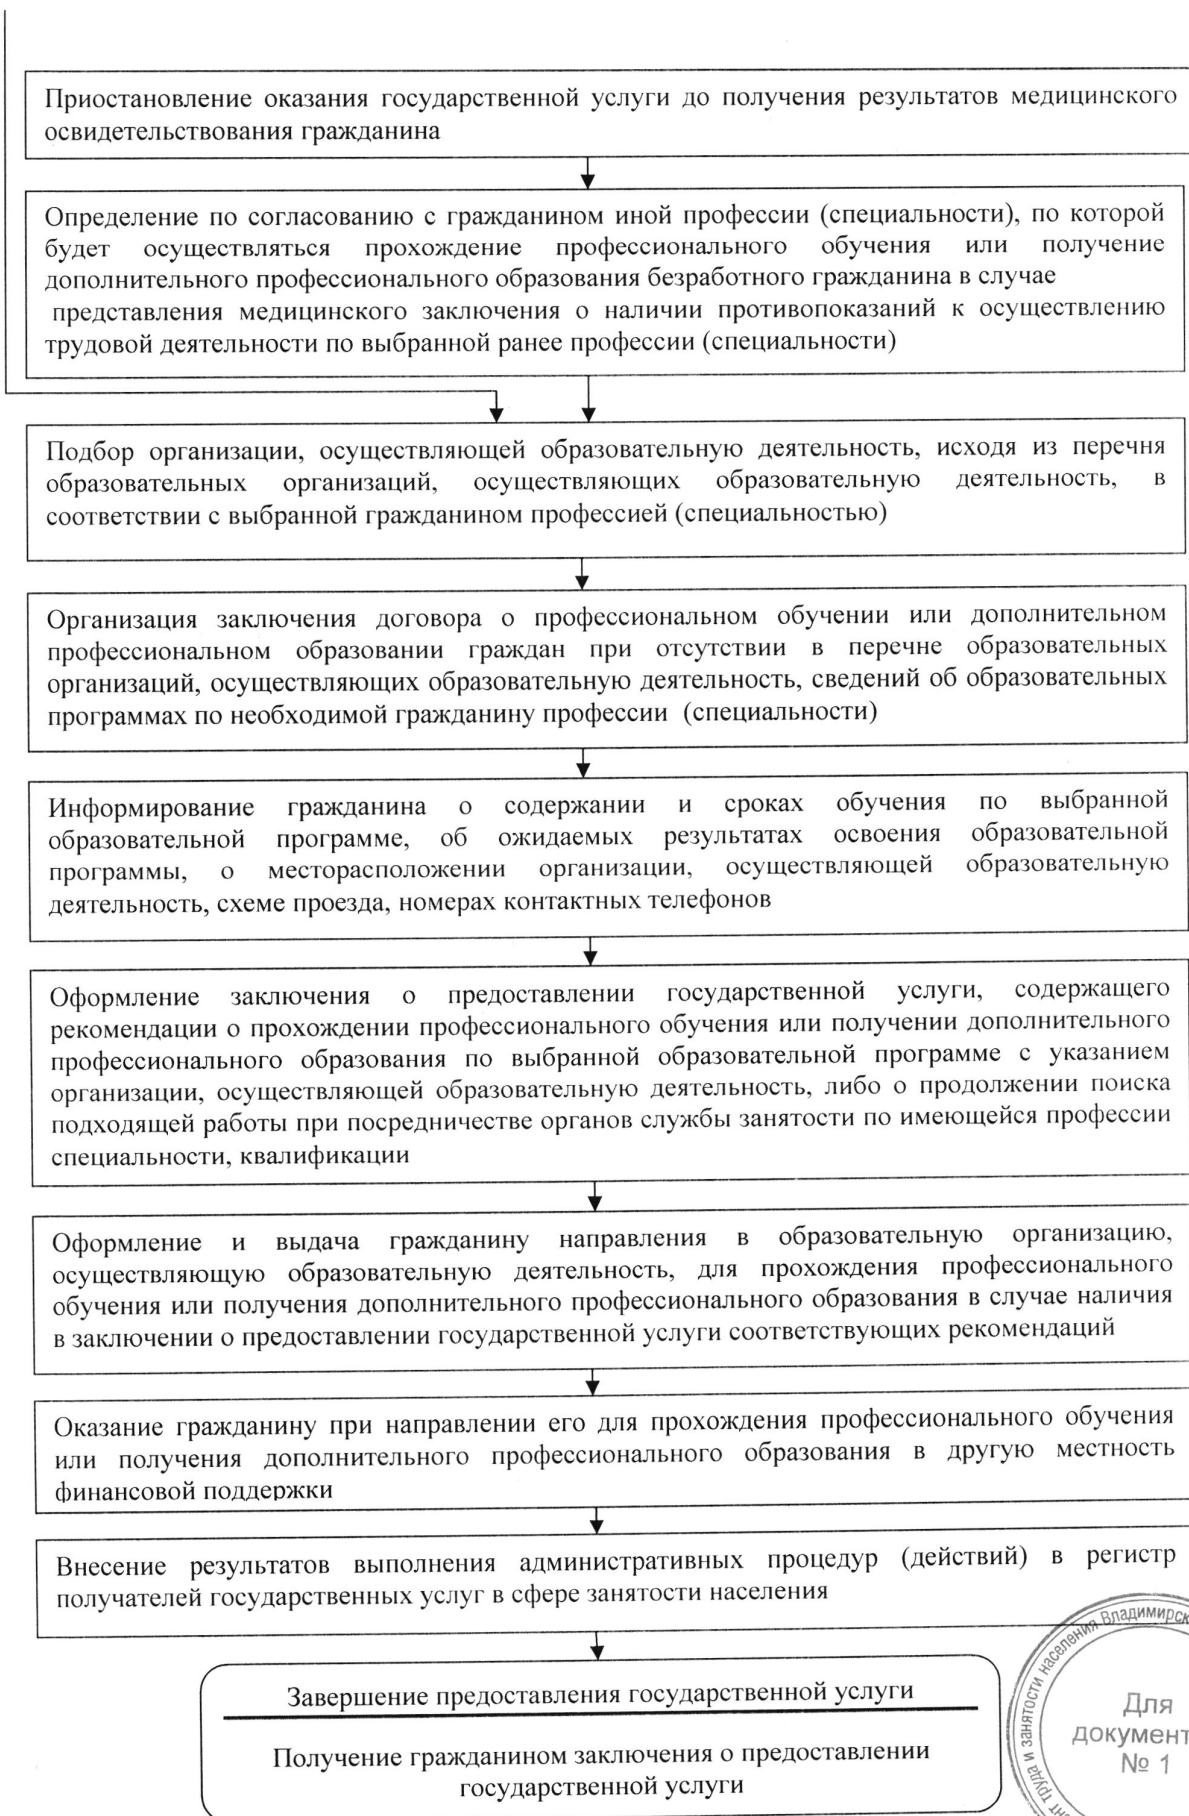 Приостановление оказания государственной услуги до получения результатов медицинского
освидетельствования гражданина
Определение по согласованию с гражданином иной профессии (специальности), по которой
будет осуществляться прохождение профессионального обучения или получение
дополнительного профессионального образования безработного гражданина в случае
представления медицинского заключения о наличии противопоказаний к осуществлению
трудовой деятельности по выбранной ранее профессии (специальности)
Подбор организации, осуществляющей образовательную деятельность, исходя из перечня
образовательных организаций, осуществляющих образовательную деятельность, в
соответствии с выбранной гражданином профессией (специальностью)
Организация заключения договора о профессиональном обучении или дополнительном
профессиональном образовании граждан при отсутствии в перечне образовательных
организаций, осуществляющих образовательную деятельность, сведений об образовательных
программах по необходимой гражданину профессии (специальности)
Информирование гражданина о содержании и сроках обучения по выбранной
образовательной программе, об ожидаемых результатах освоения образовательной
программы, о месторасположении организации, осуществляющей образовательную
деятельность, схеме проезда, номерах контактных телефонов
Оформление заключения о предоставлении государственной услуги, содержащего
рекомендации о прохождении профессионального обучения или получении дополнительного
профессионального образования по выбранной образовательной программе с указанием
организации, осуществляющей образовательную деятельность, либо о продолжении поиска
подходящей работы при посредничестве органов службы занятости по имеющейся профессии
специальности, квалификации
Оформление и выдача гражданину направления в образовательную организацию,
осуществляющую образовательную деятельность, для прохождения профессионального
обучения или получения дополнительного профессионального образования в случае наличия
в заключении о предоставлении государственной услуги соответствующих рекомендаций
Оказание гражданину при направлении его для прохождения профессионального обучения
или получения дополнительного профессионального образования в другую местность
финансовой поддержки
Внесение результатов выполнения административных процедур (действий) в регистр
получателей государственных услуг в сфере занятости населения
Завершение предоставления государственной услуги
Получение гражданином заключения о предоставлении
государственной услуги
труда и занятости населения Владимирск
Для
документ
№ 1